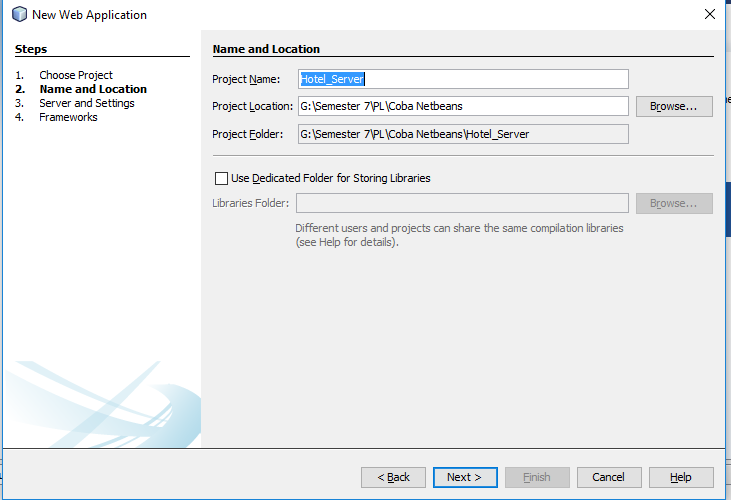 New Web Application
Steps
1. Choose Project
2. Name and Location
3. Server and Settings
4. Frameworks
Name and Location
Project Name: Hotel_Server
Project Location: G:\Semester 7\PL\Coba Netbeans Browse...
Project Folder: G:\Semester 7\PL\Coba Netbeans\Hotel_Server
Use Dedicated Folder for Storing Libraries
Libraries Folder: Browse...
Different users and projects can share the same compilation libraries
(see Help for details).
< Back Next > Finish Cancel Help